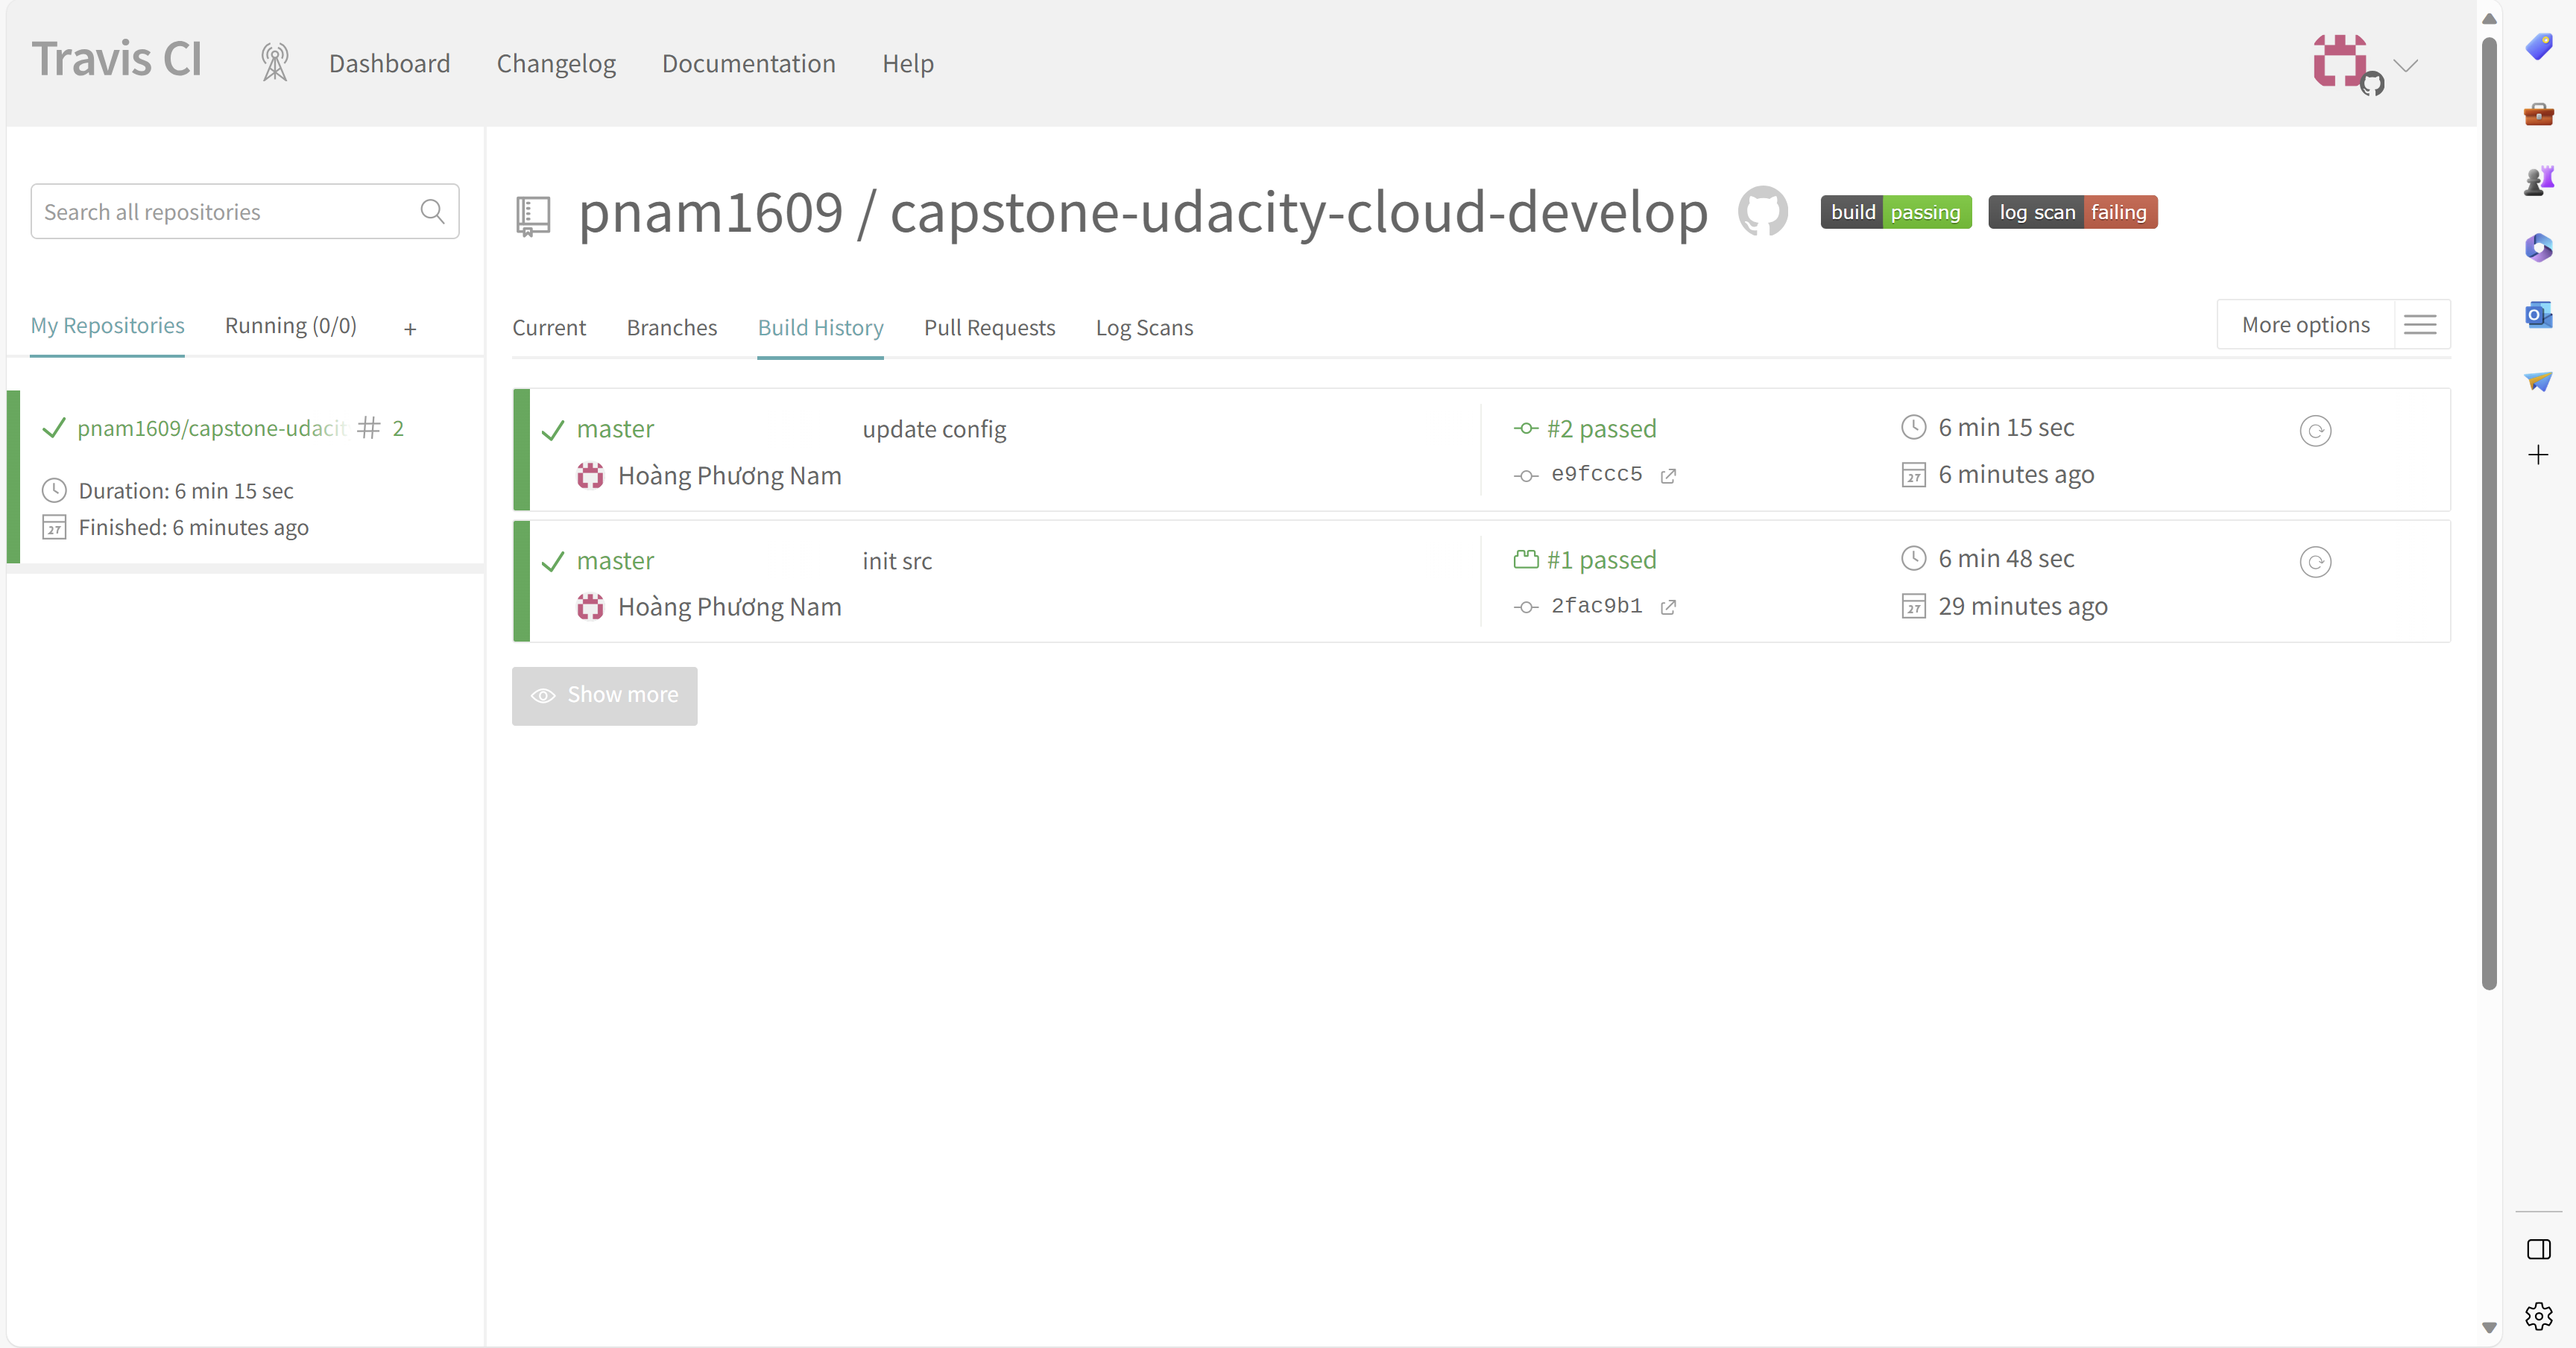 Travis CI
Dashboard Changelog Documentation Help
Search all repositories
My Repositories Running (0/0) +
pnam1609/capstone-udacit # 2
Duration: 6 min 15 sec
Finished: 6 minutes ago
pnam1609 / capstone-udacity-cloud-develop build passing log scan failing
Current Branches Build History Pull Requests Log Scans More options
master update config #2 passed 6 min 15 sec
Hoàng Phương Nam e9fccc5 6 minutes ago
master init src #1 passed 6 min 48 sec
Hoàng Phương Nam 2fac9b1 29 minutes ago
Show more